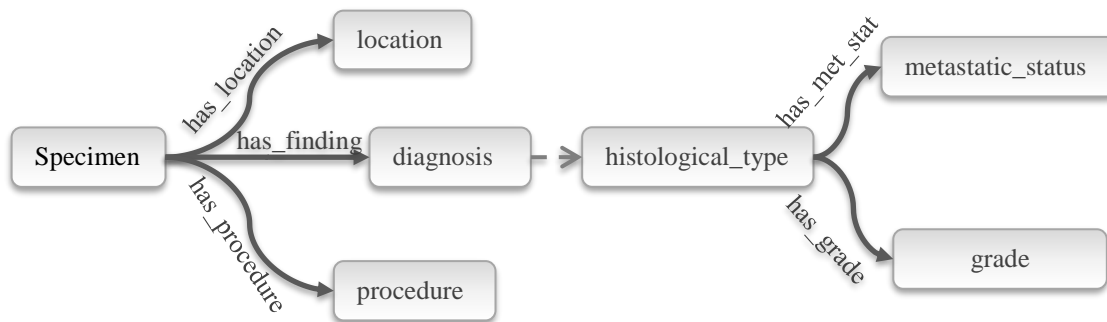 Specimen
has_location
location
has_finding
diagnosis
has_procedure
procedure
histological_type
has_met_stat
metastatic_status
has_grade
grade